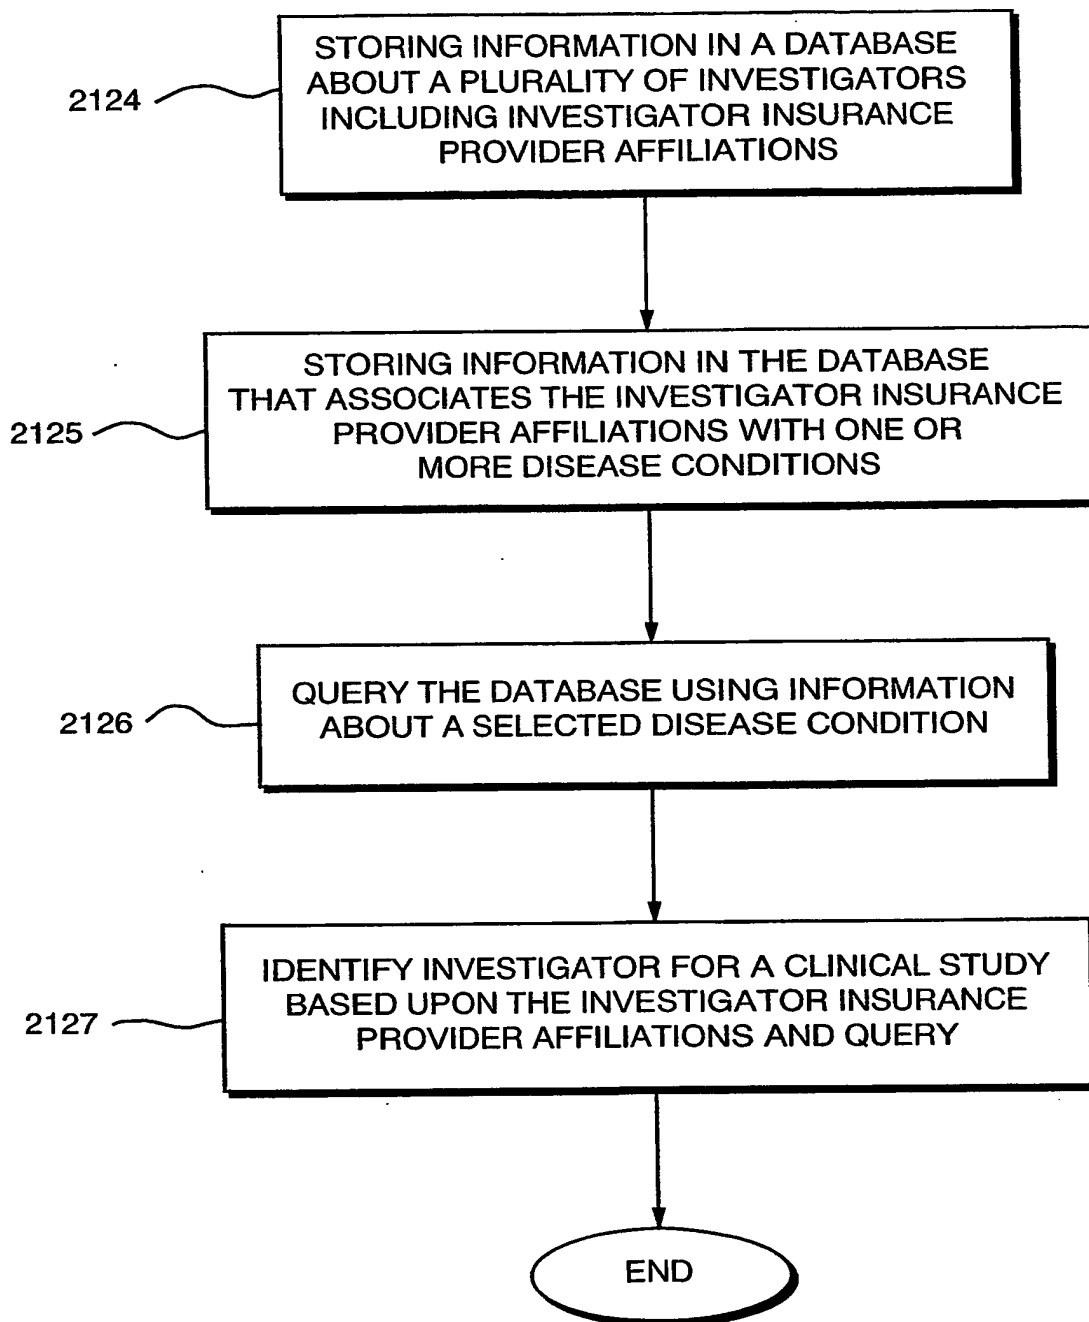 2124
STORING INFORMATION IN A DATABASE
ABOUT A PLURALITY OF INVESTIGATORS
INCLUDING INVESTIGATOR INSURANCE
PROVIDER AFFILIATIONS
2125
STORING INFORMATION IN THE DATABASE
THAT ASSOCIATES THE INVESTIGATOR INSURANCE
PROVIDER AFFILIATIONS WITH ONE OR
MORE DISEASE CONDITIONS
2126
QUERY THE DATABASE USING INFORMATION
ABOUT A SELECTED DISEASE CONDITION
2127
IDENTIFY INVESTIGATOR FOR A CLINICAL STUDY
BASED UPON THE INVESTIGATOR INSURANCE
PROVIDER AFFILIATIONS AND QUERY
END